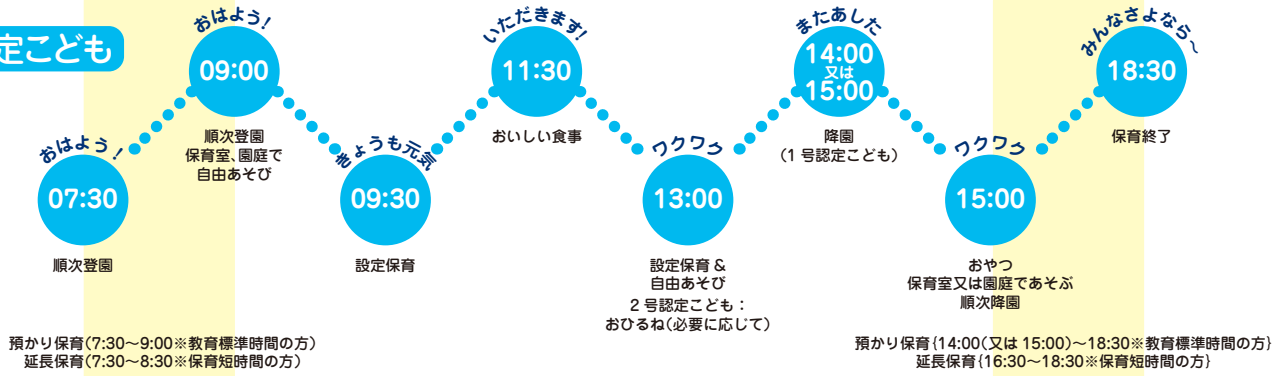 定こども
おはよう！
07:30
順次登園
おはよう!
09:00
順次登園
保育室、園庭で
自由あそび
きょうも元気
09:30
設定保育
いただきます!
11:30
おいしい食事
ワクワク
13:00
設定保育 &
自由あそび
2 号認定こども：
おひるね(必要に応じて)
またあした
14:00
又は
15:00
降園
(1 号認定こども)
ワクワク
15:00
おやつ
保育室又は園庭であそぶ
順次降園
みんなさよなら～
18:30
保育終了
預かり保育(7:30～9:00※教育標準時間の方)
延長保育(7:30～8:30※保育短時間の方)
預かり保育{14:00(又は 15:00)～18:30※教育標準時間の方}
延長保育{16:30～18:30※保育短時間の方}